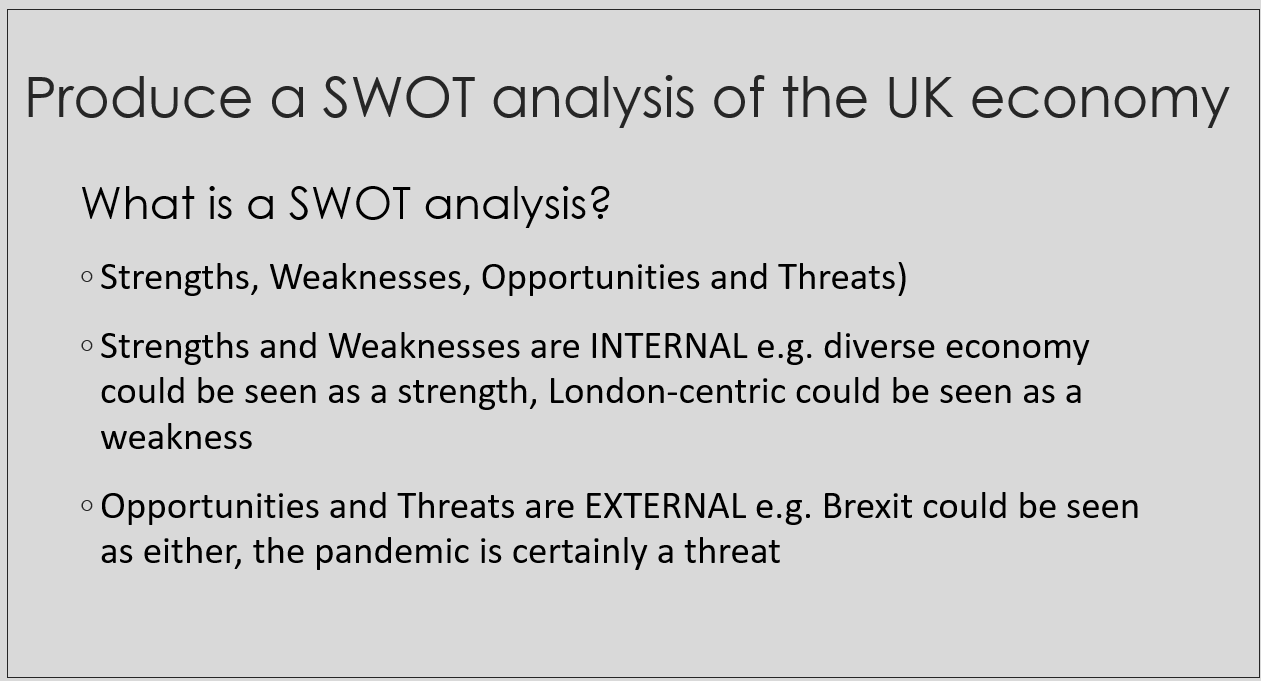 Produce a SWOT analysis of the UK economy
What is a SWOT analysis?
◦ Strengths, Weaknesses, Opportunities and Threats)
◦ Strengths and Weaknesses are INTERNAL e.g. diverse economy
could be seen as a strength, London-centric could be seen as a
weakness
◦ Opportunities and Threats are EXTERNAL e.g. Brexit could be seen
as either, the pandemic is certainly a threat